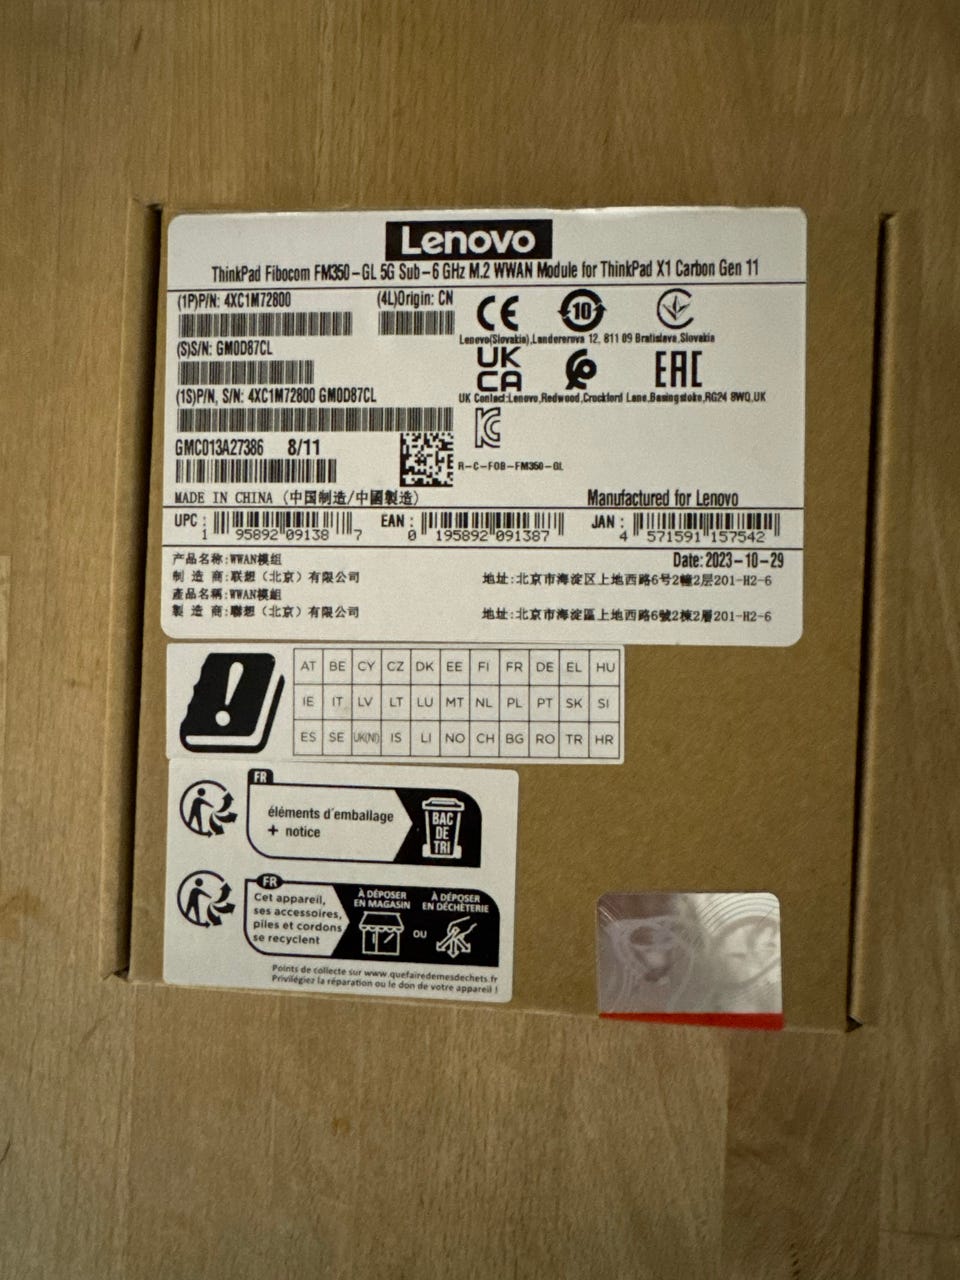 Lenovo
ThinkPad Fibocom FM350-GL 5G Sub-6 GHz M.2 WWAN Module for ThinkPad X1 Carbon Gen 11
(1P)P/N: 4XC1M72800 (4L)Origin: CN
(S)S/N: GM0D87CL
(1S)P/N, S/N: 4XC1M72800 GM0D87CL
GMC013A27386 8/11
CE 10
Lenovo(Slovakia),Landererova 12, 811 09 Bratislava,Slovakia
UK
CA
EAC
UK Contact:Lenovo,Redwood,Crockford Lane,Basingstoke,RG24 8WQ,UK
R-C-FOB-FM350-GL
MADE IN CHINA (中国制造/中國製造) Manufactured for Lenovo
UPC: 1 95892 09138 7 EAN: 0 195892 091387 JAN: 4 571591 157542
产品名称:WWAN模组 Date:2023-10-29
制 造 商:联想（北京）有限公司 地址:北京市海淀区上地西路6号2幢2层201-H2-6
產品名稱:WWAN模組
製 造 商:聯想（北京）有限公司 地址:北京市海淀區上地西路6號2棟2層201-H2-6
AT BE CY CZ DK EE FI FR DE EL HU
IE IT LV LT LU MT NL PL PT SK SI
ES SE UK(NI) IS LI NO CH BG RO TR HR
FR
éléments d'emballage
+ notice
BAC
DE
TRI
FR
Cet appareil,
ses accessoires,
piles et cordons
se recyclent
À DÉPOSER
EN MAGASIN
OU
À DÉPOSER
EN DÉCHÈTERIE
Points de collecte sur www.quefairedemesdechets.fr
Privilégiez la réparation ou le don de votre appareil !